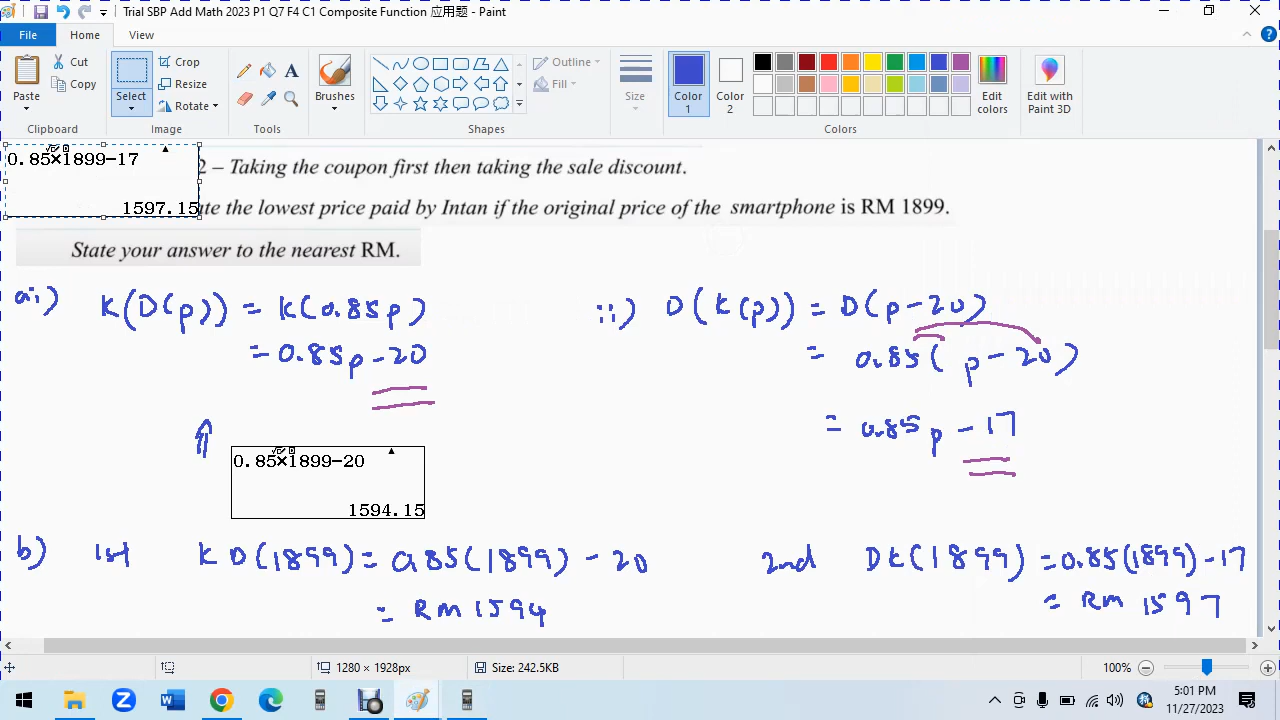 Trial SBP Add Math 2023 P1 Q7 F4 C1 Composite Function 应用题 - Paint
File Home View
Paste
Cut
Copy
Clipboard
Select
Crop
Resize
Rotate
Image
A
Tools
Brushes
Shapes
Outline
Fill
Size
Color 1
Color 2
Edit colors
Colors
Edit with Paint 3D
0.85×1899−17
1597.15
2 – Taking the coupon first then taking the sale discount.
te the lowest price paid by Intan if the original price of the smartphone is RM 1899.
State your answer to the nearest RM.
ai) K(D(p)) = K(0.85p)
= 0.85p - 20
ii) D(K(p)) = D(p - 20)
= 0.85(p - 20)
= 0.85p - 17
0.85×1899−20
1594.15
b) 1st KD(1899) = 0.85(1899) - 20
= RM 1594
2nd DK(1899) = 0.85(1899) - 17
= RM 1597
1280 × 1928px
Size: 242.5KB
100%
5:01 PM
11/27/2023